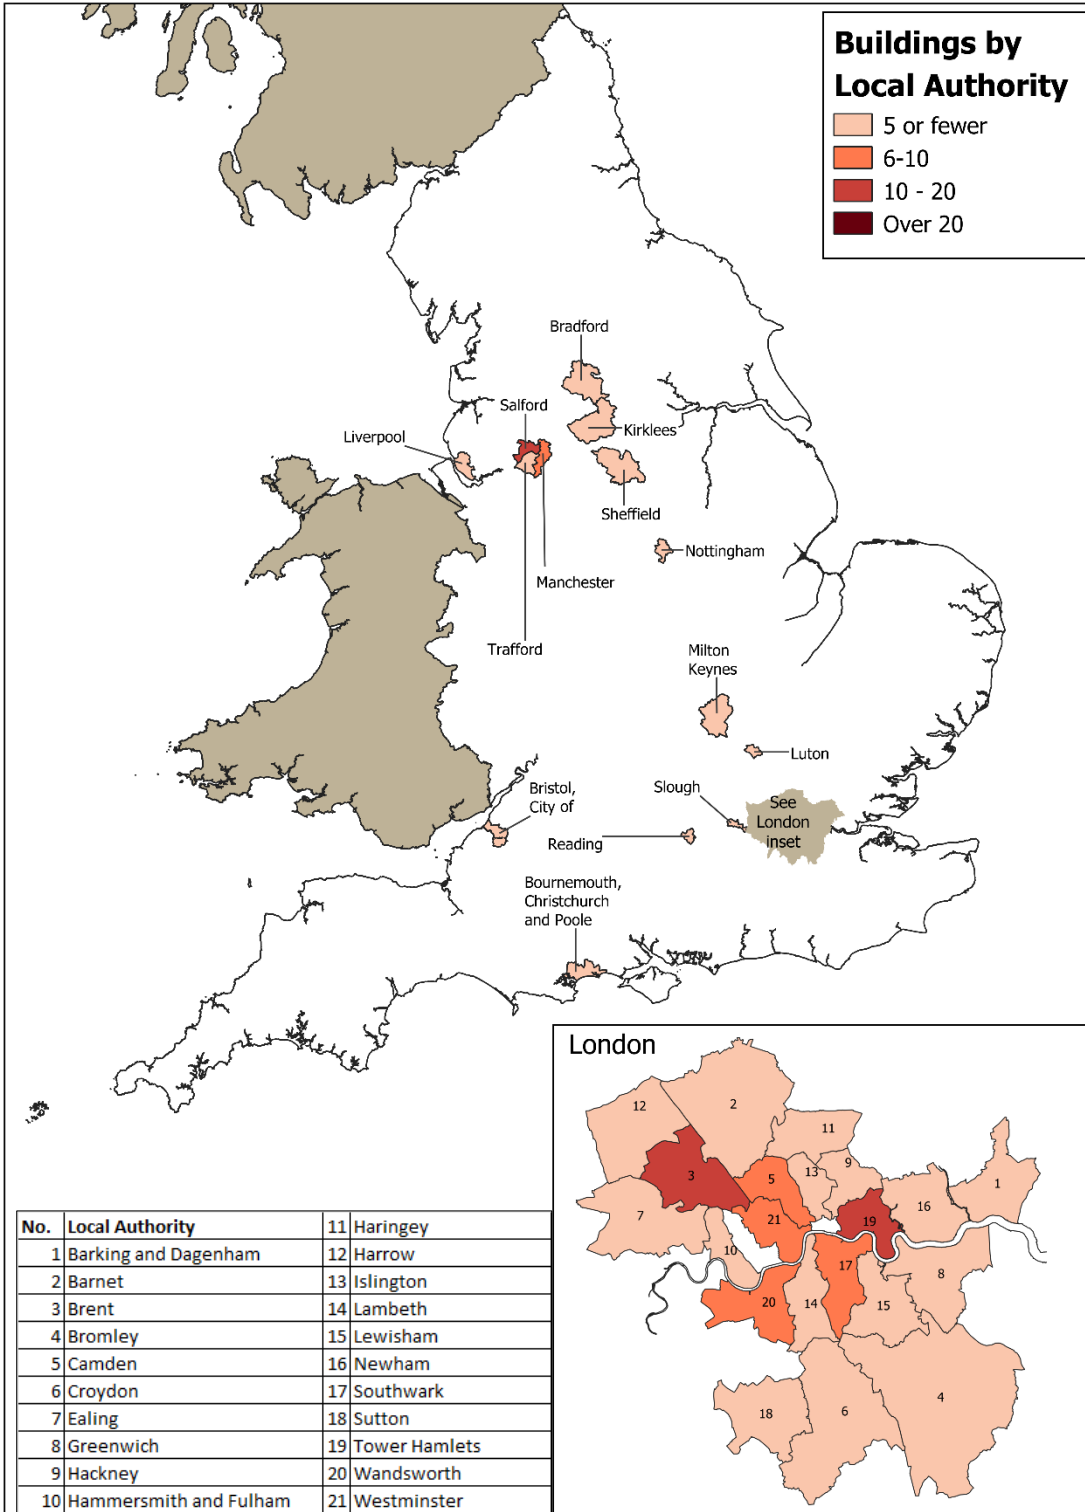 Buildings by
Local Authority
5 or fewer
6-10
10 - 20
Over 20
Bradford
Salford
Liverpool
Kirklees
Sheffield
Nottingham
Manchester
Trafford
Milton
Keynes
Luton
Slough
See
London
inset
Bristol,
City of
Reading
Bournemouth,
Christchurch
and Poole
London
12
2
11
3
5
13
9
1
7
21
19
16
10
17
8
20
14
15
4
18
6
No. Local Authority 11 Haringey
1 Barking and Dagenham 12 Harrow
2 Barnet 13 Islington
3 Brent 14 Lambeth
4 Bromley 15 Lewisham
5 Camden 16 Newham
6 Croydon 17 Southwark
7 Ealing 18 Sutton
8 Greenwich 19 Tower Hamlets
9 Hackney 20 Wandsworth
10 Hammersmith and Fulham 21 Westminster